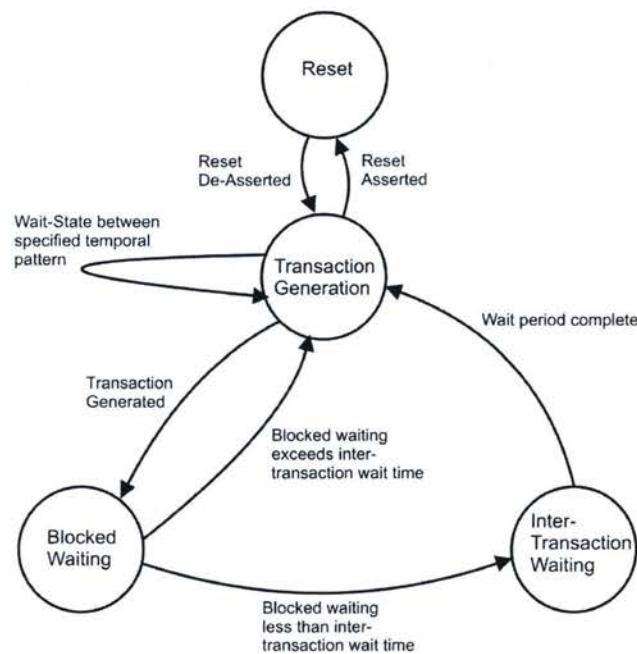 Reset
Reset
De-Asserted
Reset
Asserted
Wait-State between
specified temporal
pattern
Transaction
Generation
Wait period complete
Transaction
Generated
Blocked waiting
exceeds inter-
transaction wait time
Blocked
Waiting
Inter-
Transaction
Waiting
Blocked waiting
less than inter-
transaction wait time